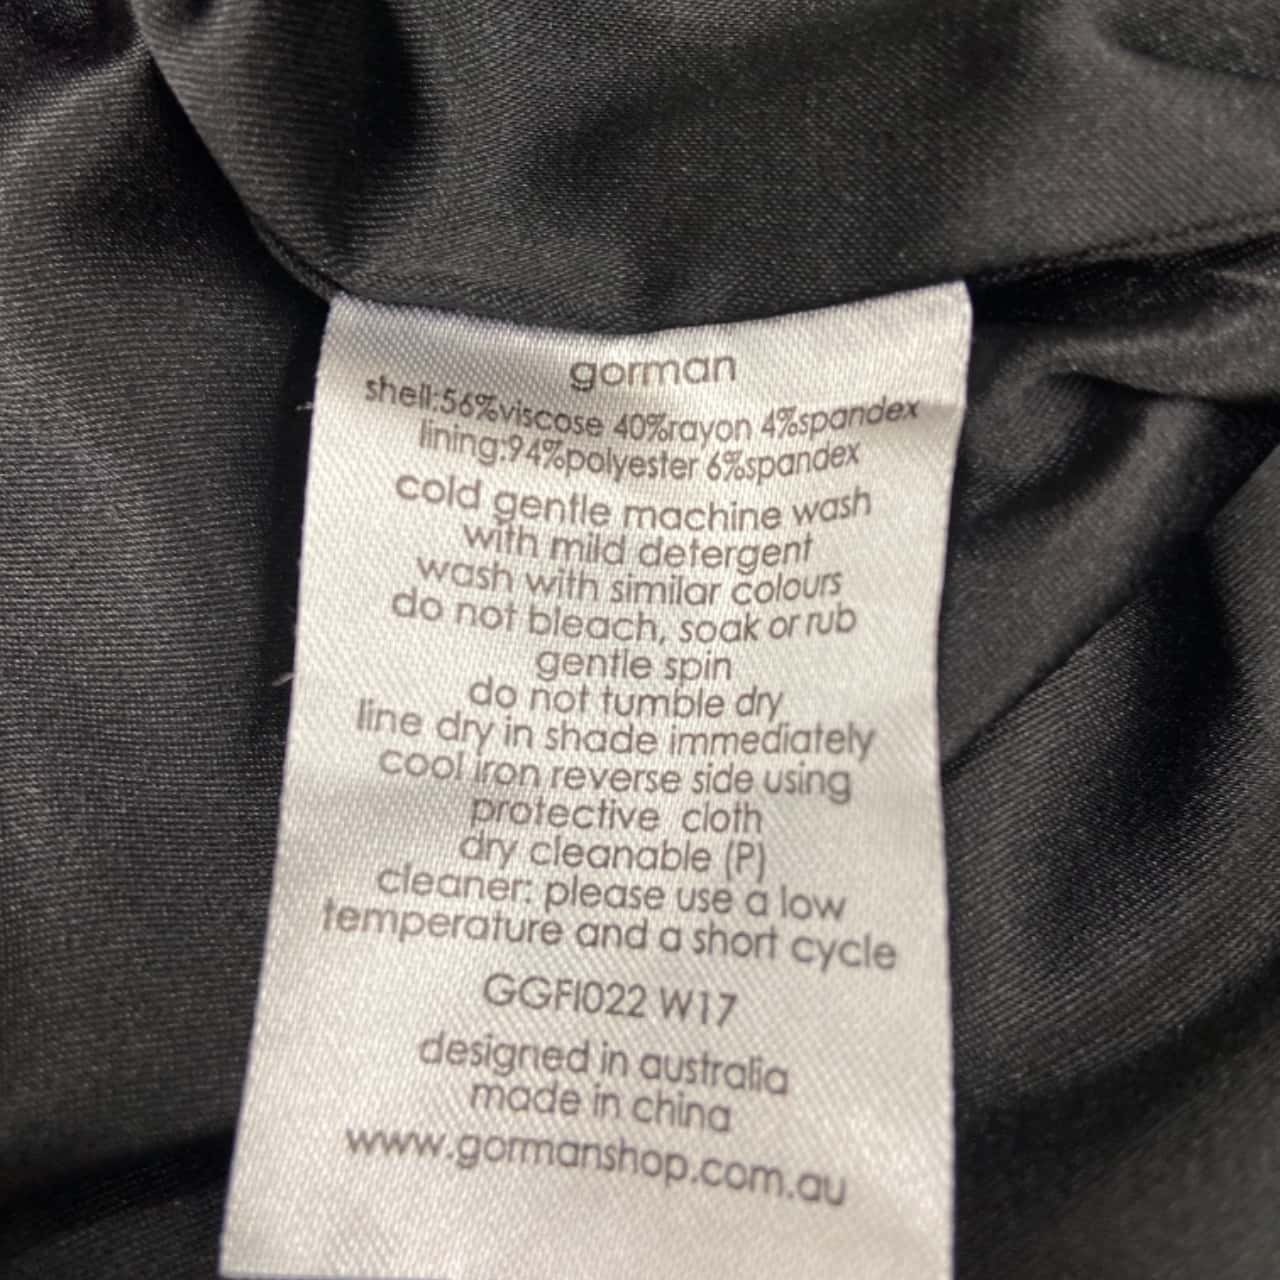 gorman
shell:56%viscose 40%rayon 4%spandex
lining:94%polyester 6%spandex
cold gentle machine wash
with mild detergent
wash with similar colours
do not bleach, soak or rub
gentle spin
do not tumble dry
line dry in shade immediately
cool iron reverse side using
protective cloth
dry cleanable (P)
cleaner: please use a low
temperature and a short cycle
GGFI022 W17
designed in australia
made in china
www.gormanshop.com.au